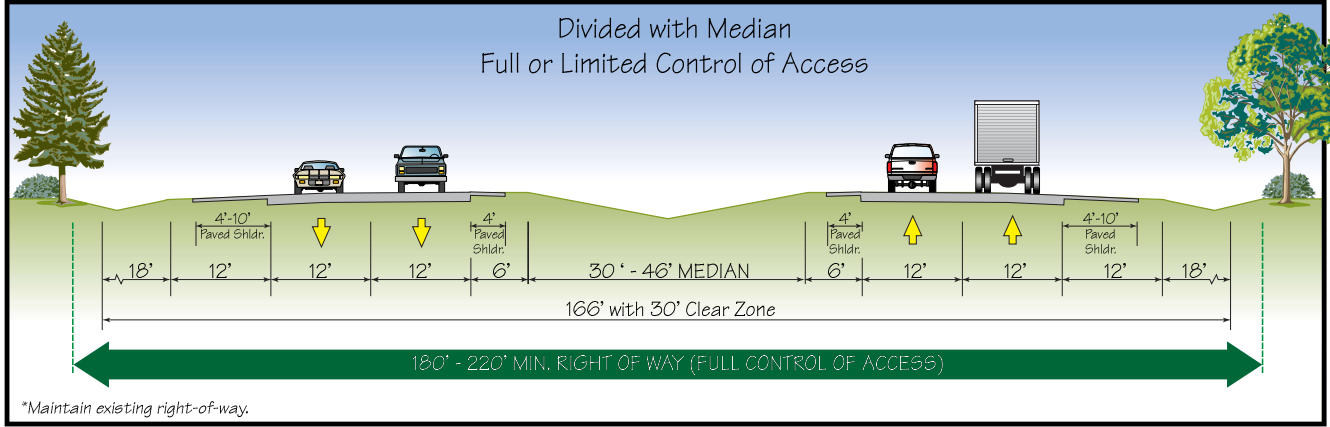 Divided with Median
Full or Limited Control of Access
4'-10'
Paved Shldr.
4'
Paved
Shldr.
4'
Paved
Shldr.
4'-10'
Paved Shldr.
18' 12' 12' 12' 6' 30 ' - 46' MEDIAN 6' 12' 12' 12' 18'
166' with 30' Clear Zone
180' - 220' MIN. RIGHT OF WAY (FULL CONTROL OF ACCESS)
*Maintain existing right-of-way.